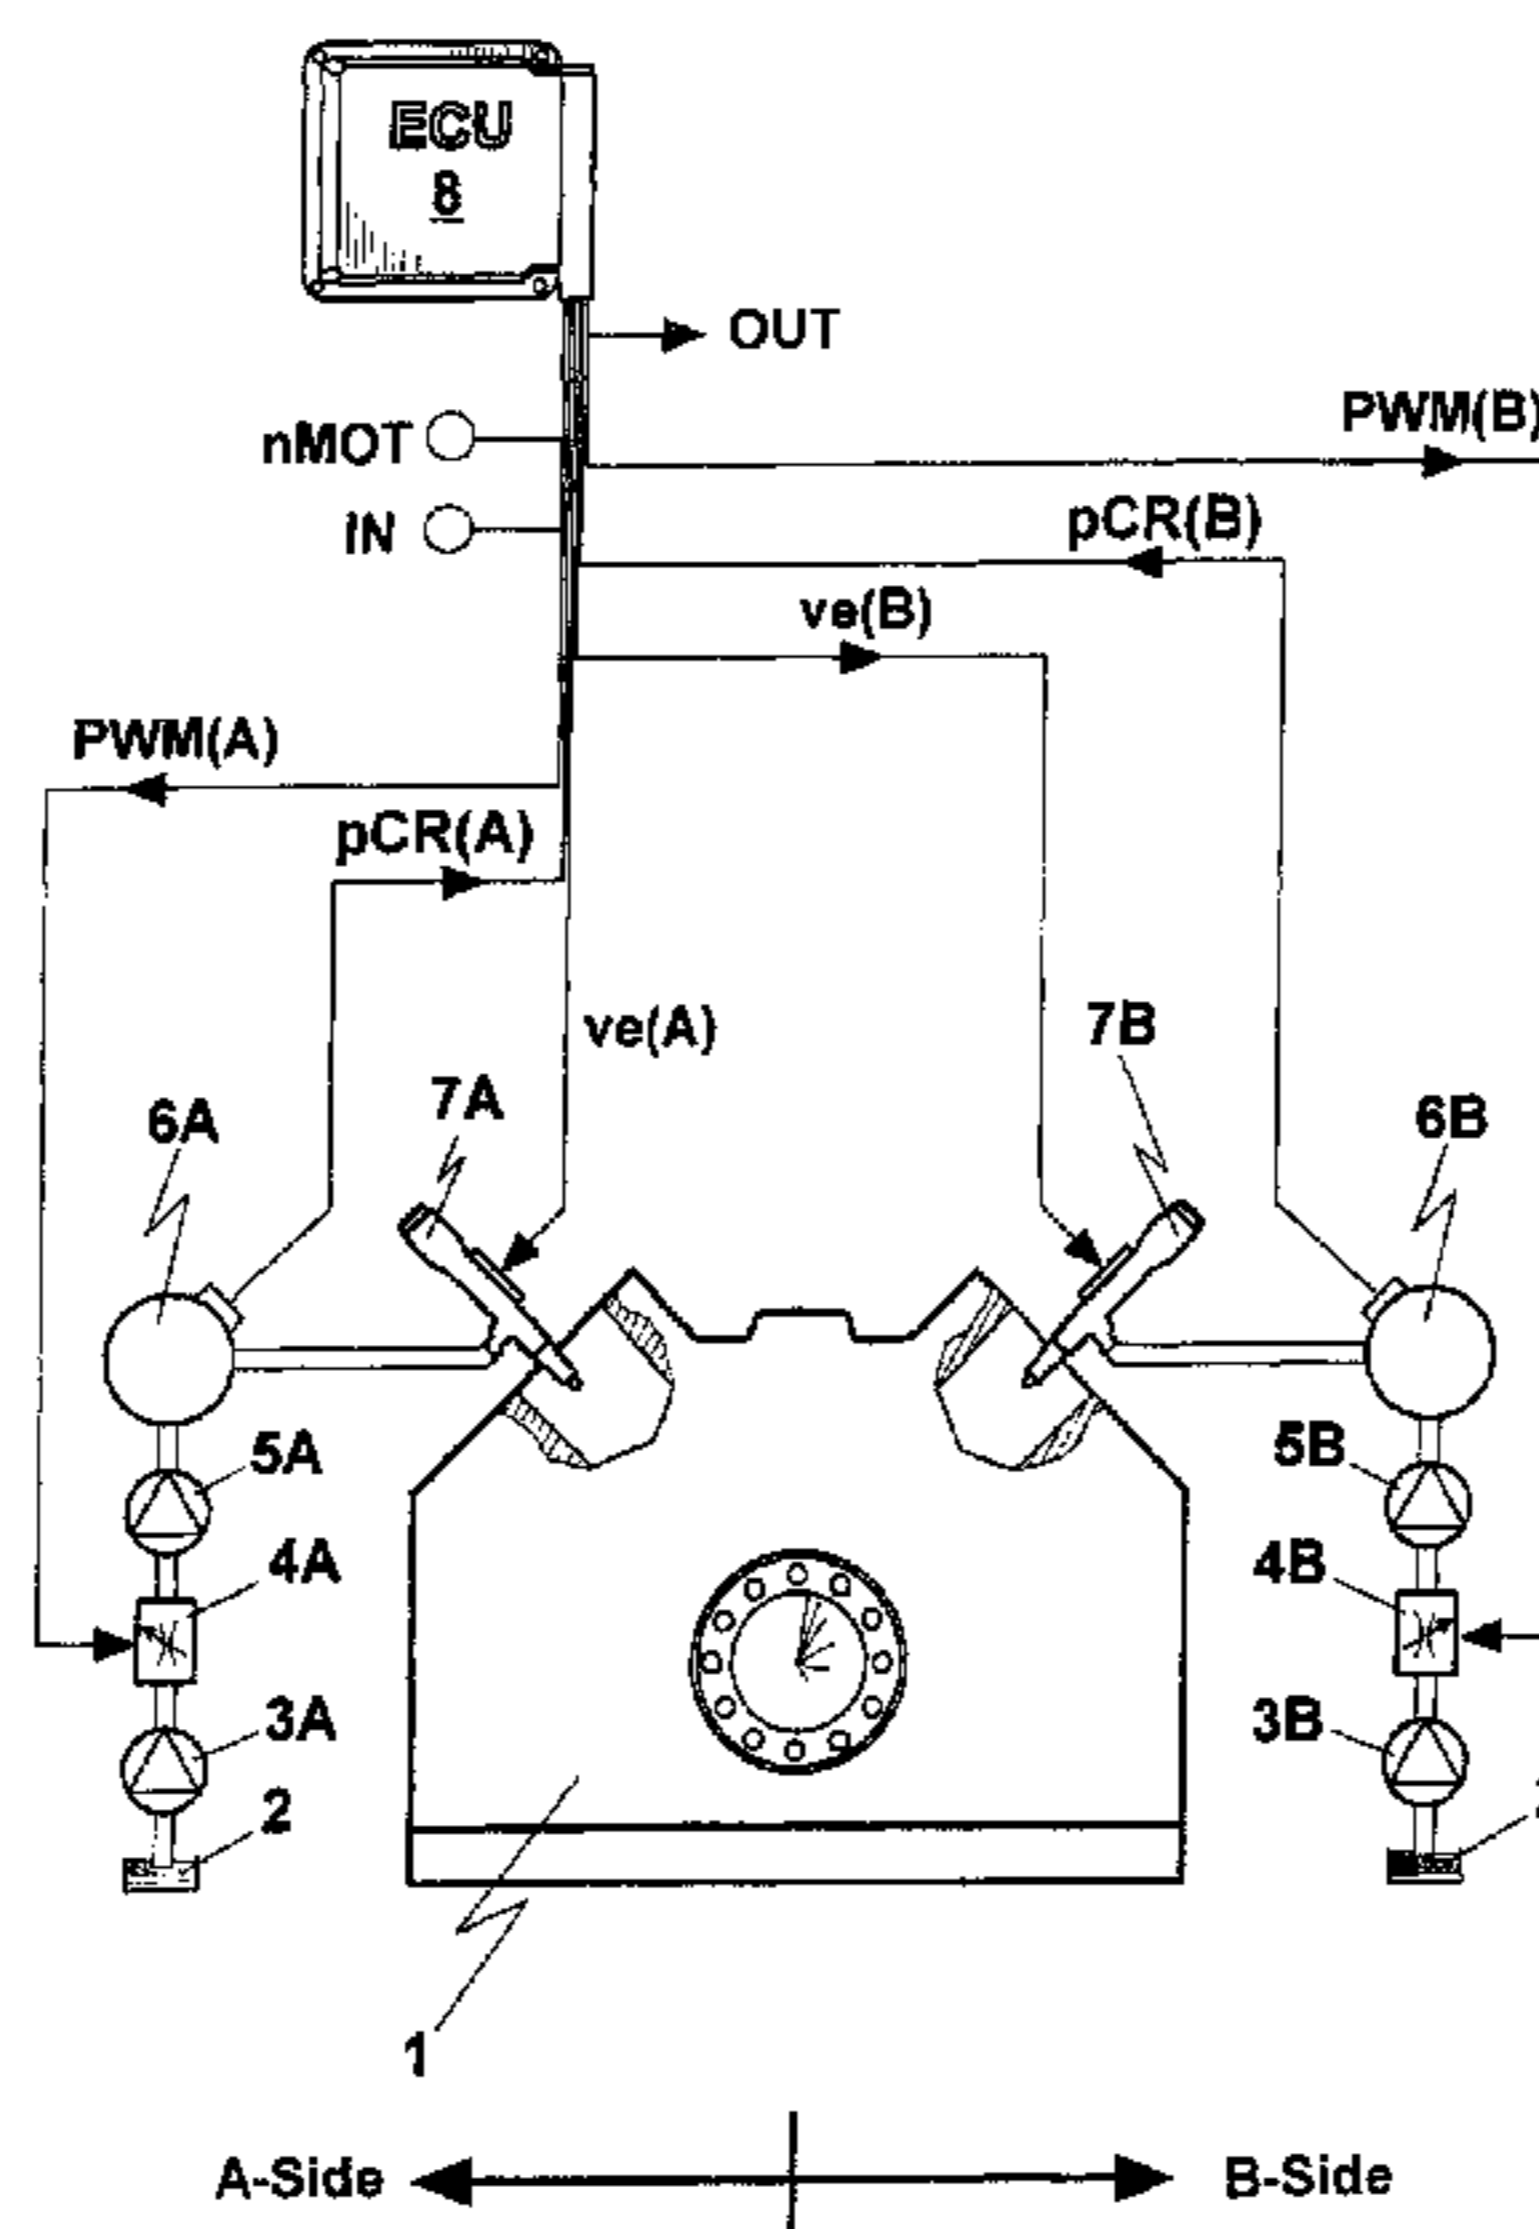 ECU
8
OUT
nMOT
PWM(B)
IN
pCR(B)
ve(B)
PWM(A)
pCR(A)
ve(A)
7B
7A
6A
6B
5A
5B
4A
4B
3A
3B
2
1
A-Side
B-Side